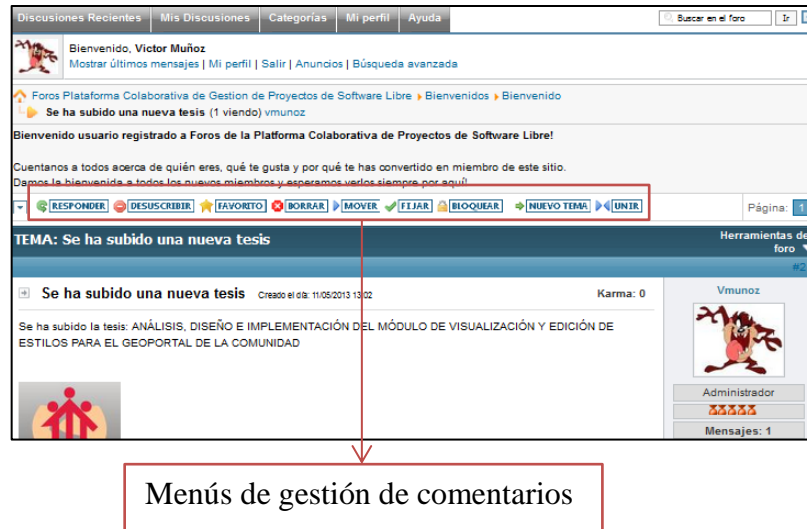 Discusiones Recientes Mis Discusiones Categorías Mi perfil Ayuda Buscar en el foro Ir
Bienvenido, Victor Muñoz
Mostrar últimos mensajes | Mi perfil | Salir | Anuncios | Búsqueda avanzada
Foros Plataforma Colaborativa de Gestion de Proyectos de Software Libre Bienvenidos Bienvenido
Se ha subido una nueva tesis (1 viendo) vmunoz
Bienvenido usuario registrado a Foros de la Platforma Colaborativa de Proyectos de Software Libre!
Cuentanos a todos acerca de quién eres, qué te gusta y por qué te has convertido en miembro de este sitio.
Damos la bienvenida a todos los nuevos miembros y esperamos verlos siempre por aquí!
RESPONDER DESUSCRIBIR FAVORITO BORRAR MOVER FIJAR BLOQUEAR NUEVO TEMA UNIR Página: 1
TEMA: Se ha subido una nueva tesis Herramientas de
foro
#2
Se ha subido una nueva tesis Creado el día: 11/05/2013 13:02 Karma: 0 Vmunoz
Se ha subido la tesis: ANÁLISIS, DISEÑO E IMPLEMENTACIÓN DEL MÓDULO DE VISUALIZACIÓN Y EDICIÓN DE
ESTILOS PARA EL GEOPORTAL DE LA COMUNIDAD
Administrador
Mensajes: 1
Menús de gestión de comentarios